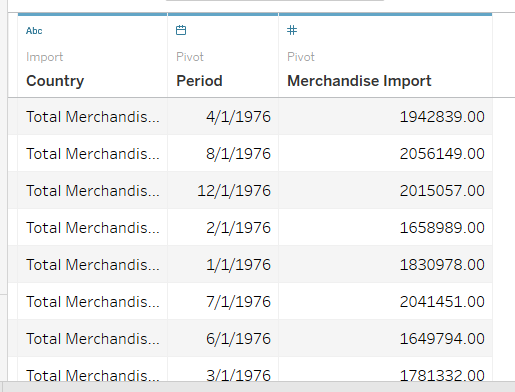 Abc #
Import Pivot Pivot
Country Period Merchandise Import
Total Merchandis... 4/1/1976 1942839.00
Total Merchandis... 8/1/1976 2056149.00
Total Merchandis... 12/1/1976 2015057.00
Total Merchandis... 2/1/1976 1658989.00
Total Merchandis... 1/1/1976 1830978.00
Total Merchandis... 7/1/1976 2041451.00
Total Merchandis... 6/1/1976 1649794.00
Total Merchandis... 3/1/1976 1781332.00